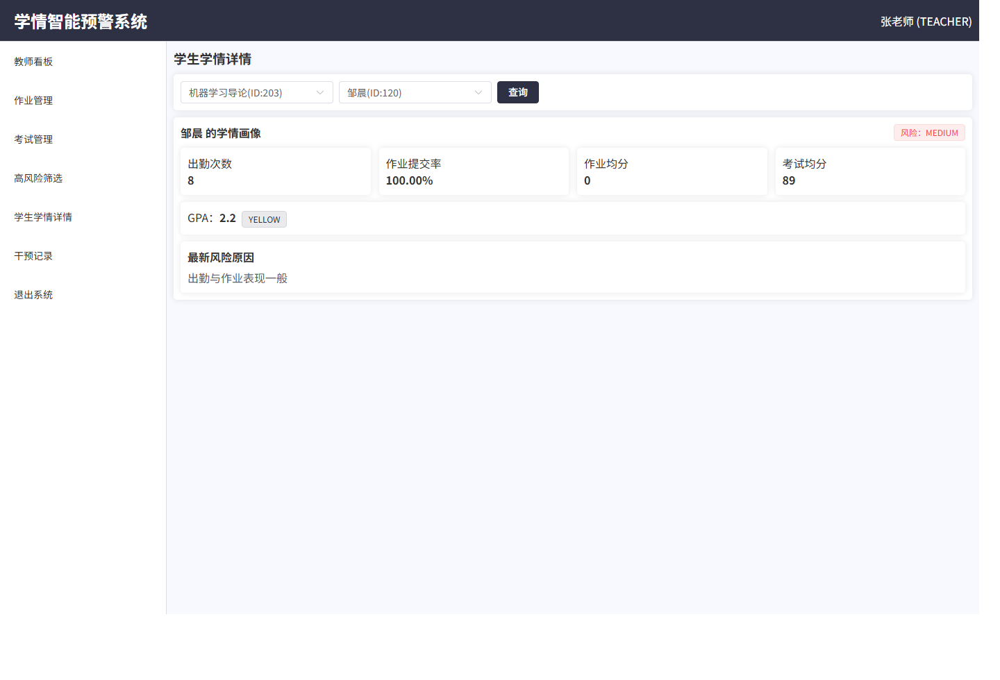 学情智能预警系统
张老师 (TEACHER)
教师看板
作业管理
考试管理
高风险筛选
学生学情详情
干预记录
退出系统
学生学情详情
机器学习导论(ID:203)
邹晨(ID:120)
查询
邹晨 的学情画像
风险：MEDIUM
出勤次数
8
作业提交率
100.00%
作业均分
0
考试均分
89
GPA：2.2 YELLOW
最新风险原因
出勤与作业表现一般